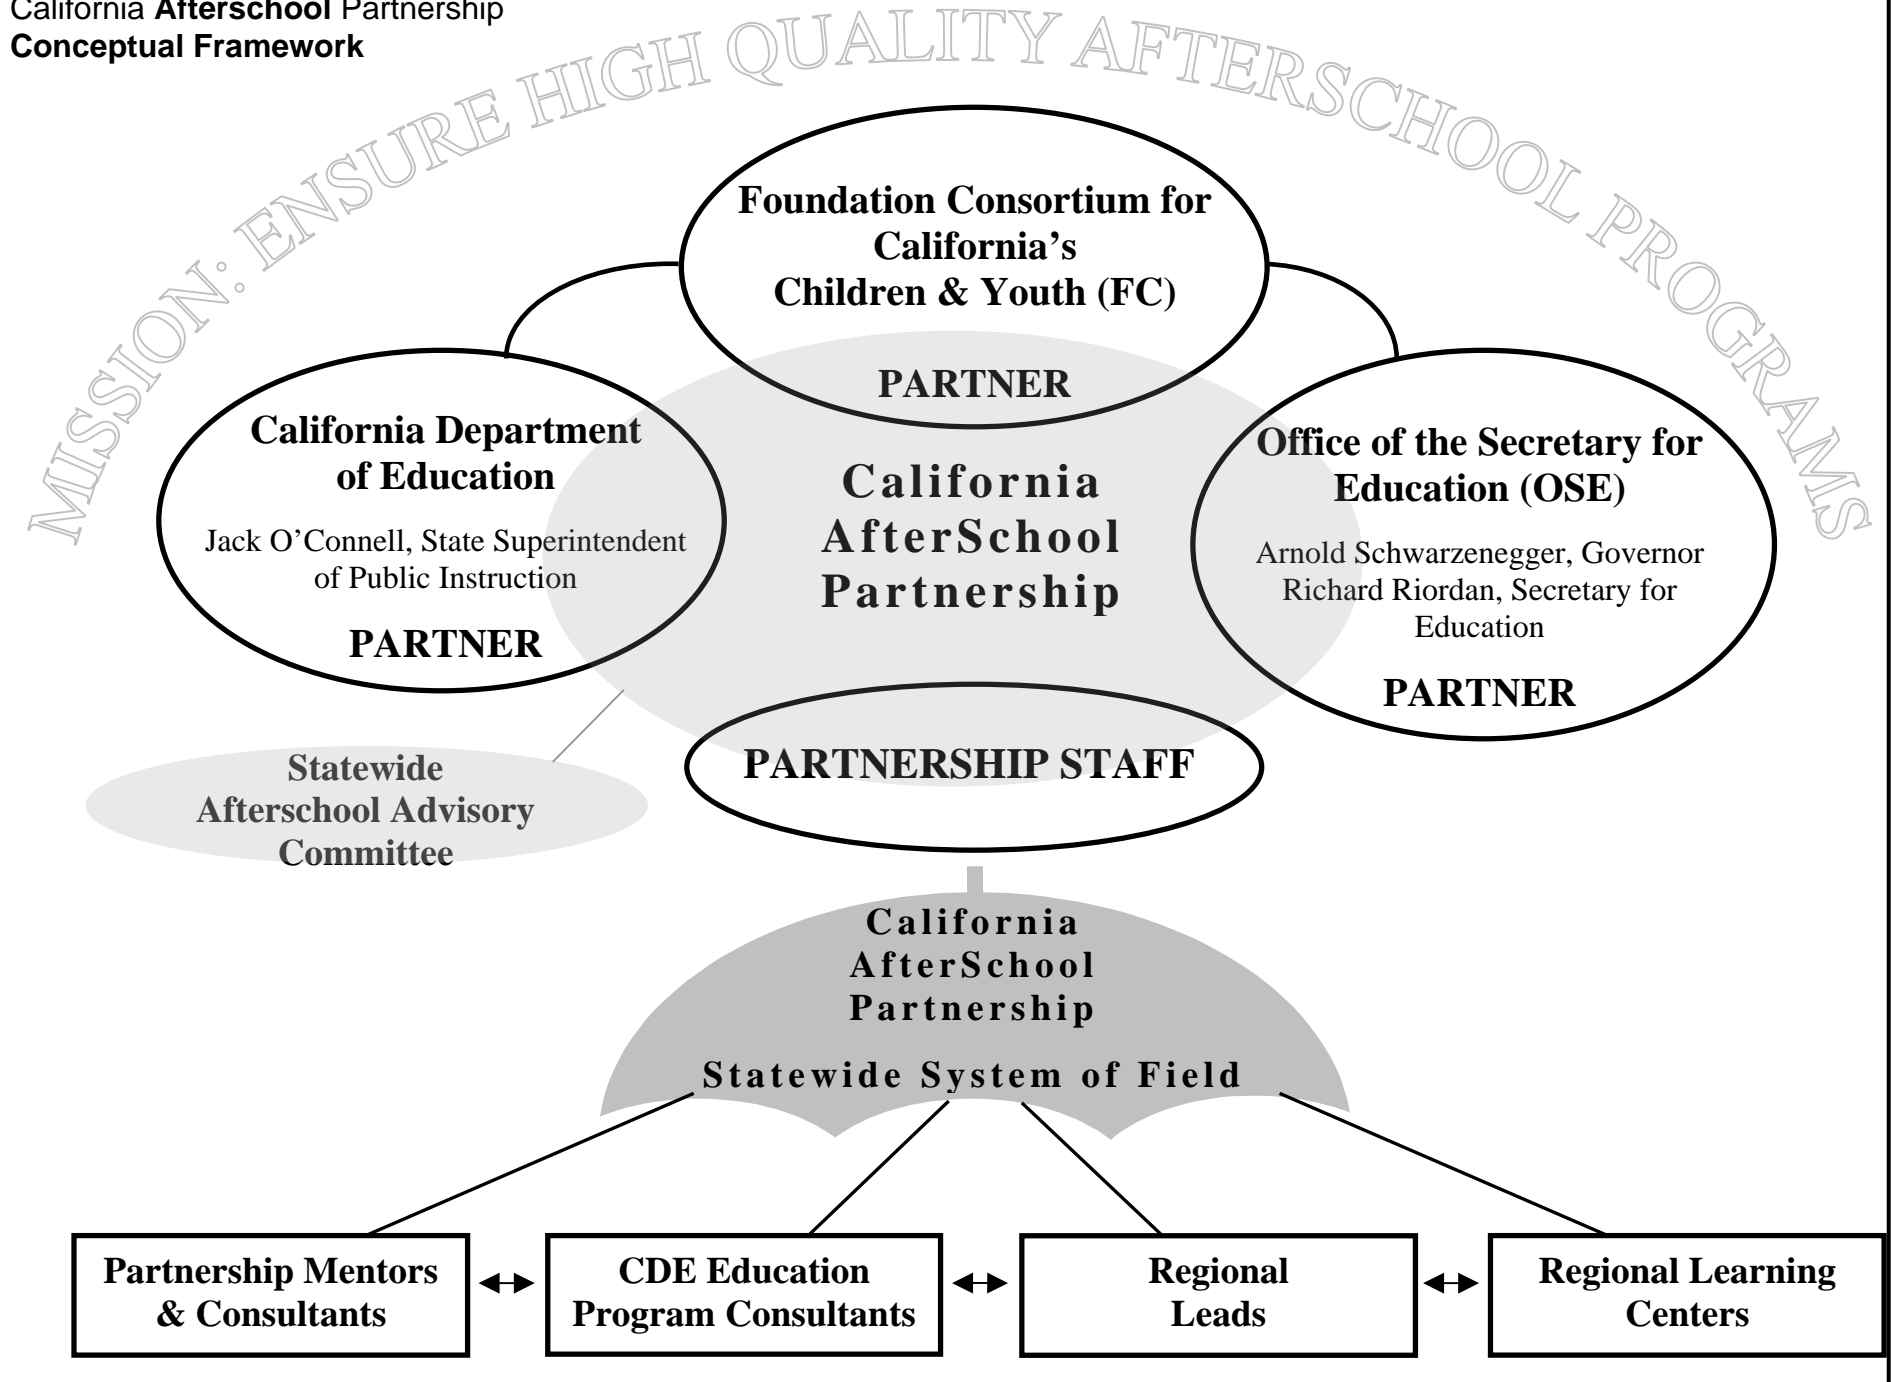 California Afterschool Partnership
Conceptual Framework
MISSION: ENSURE HIGH QUALITY AFTERSCHOOL PROGRAMS
Foundation Consortium for
California’s
Children & Youth (FC)
PARTNER
California Department
of Education
Jack O’Connell, State Superintendent
of Public Instruction
PARTNER
California
AfterSchool
Partnership
Office of the Secretary for
Education (OSE)
Arnold Schwarzenegger, Governor
Richard Riordan, Secretary for
Education
PARTNER
PARTNERSHIP STAFF
Statewide
Afterschool Advisory
Committee
California
AfterSchool
Partnership
Statewide System of Field
Partnership Mentors
& Consultants
CDE Education
Program Consultants
Regional
Leads
Regional Learning
Centers